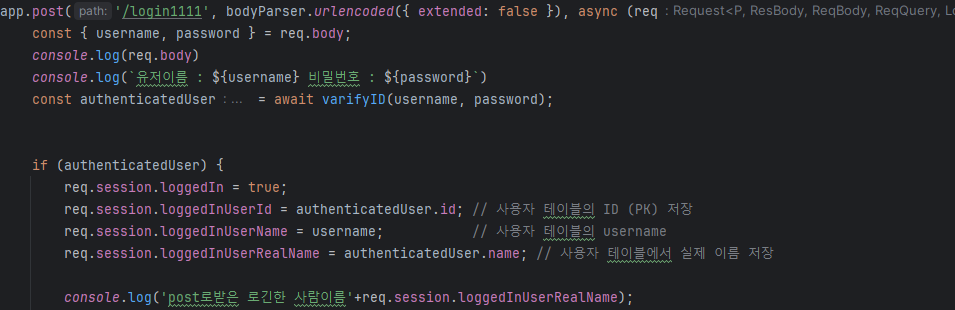 app.post( path: '/login1111', bodyParser.urlencoded({ extended: false }), async (req : Request<P, ResBody, ReqBody, ReqQuery, Lo
const { username, password } = req.body;
console.log(req.body)
console.log(`유저이름 : ${username} 비밀번호 : ${password}`)
const authenticatedUser : ... = await varifyID(username, password);
if (authenticatedUser) {
req.session.loggedIn = true;
req.session.loggedInUserId = authenticatedUser.id; // 사용자 테이블의 ID (PK) 저장
req.session.loggedInUserName = username; // 사용자 테이블의 username
req.session.loggedInUserRealName = authenticatedUser.name; // 사용자 테이블에서 실제 이름 저장
console.log('post로받은 로긴한 사람이름'+req.session.loggedInUserRealName);